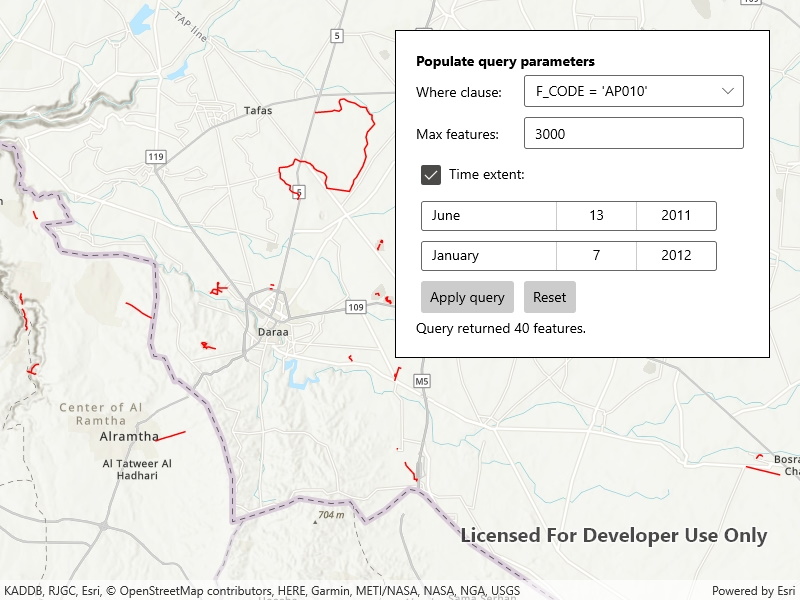 TAP line
5
Tafas
119
5
109
Daraa
M5
Center of Al
Ramtha
Alramtha
Al Tatweer Al
Hadhari
704 m
Bosra
Cha
Populate query parameters
Where clause:
F_CODE = 'AP010'
Max features:
3000
Time extent:
June 13 2011
January 7 2012
Apply query Reset
Query returned 40 features.
Licensed For Developer Use Only
KADDB, RJGC, Esri, © OpenStreetMap contributors, HERE, Garmin, METI/NASA, NASA, NGA, USGS
Powered by Esri